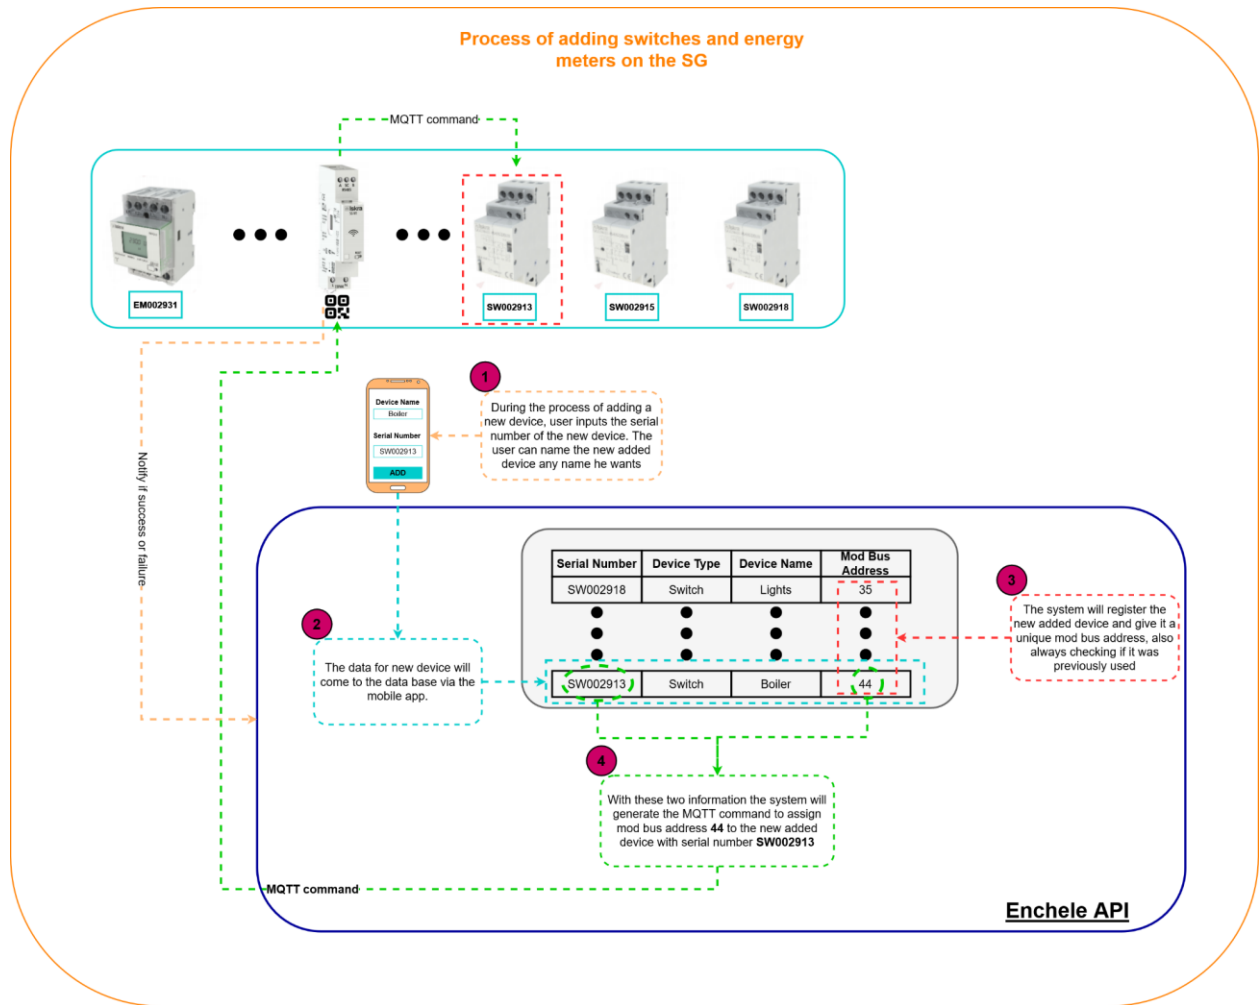 Process of adding switches and energy
meters on the SG
MQTT command
EM002931
SW002913
SW002915
SW002918
1
Device Name
Boiler
Serial Number
SW002913
ADD
During the process of adding a
new device, user inputs the serial
number of the new device. The
user can name the new added
device any name he wants
Notify if success or failure
Serial Number
Device Type
Device Name
Mod Bus
Address
SW002918
Switch
Lights
35
SW002913
Switch
Boiler
44
2
The data for new device will
come to the data base via the
mobile app.
3
The system will register the
new added device and give it a
unique mod bus address, also
always checking if it was
previously used
4
With these two information the system will
generate the MQTT command to assign
mod bus address 44 to the new added
device with serial number SW002913
MQTT command
Enchele API